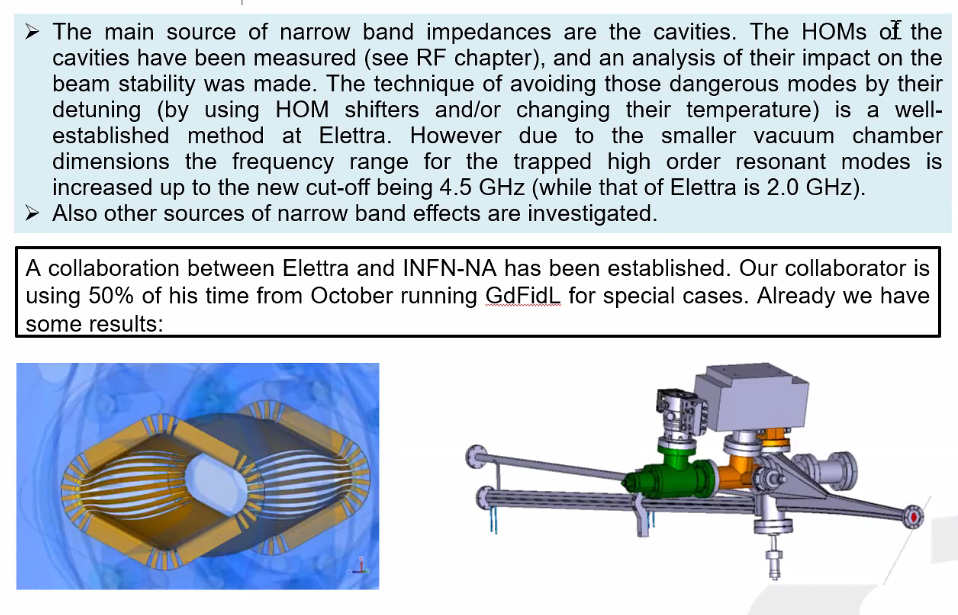 ➢ The main source of narrow band impedances are the cavities. The HOMs of the
cavities have been measured (see RF chapter), and an analysis of their impact on the
beam stability was made. The technique of avoiding those dangerous modes by their
detuning (by using HOM shifters and/or changing their temperature) is a well-
established method at Elettra. However due to the smaller vacuum chamber
dimensions the frequency range for the trapped high order resonant modes is
increased up to the new cut-off being 4.5 GHz (while that of Elettra is 2.0 GHz).
➢ Also other sources of narrow band effects are investigated.
A collaboration between Elettra and INFN-NA has been established. Our collaborator is
using 50% of his time from October running GdFidL for special cases. Already we have
some results: